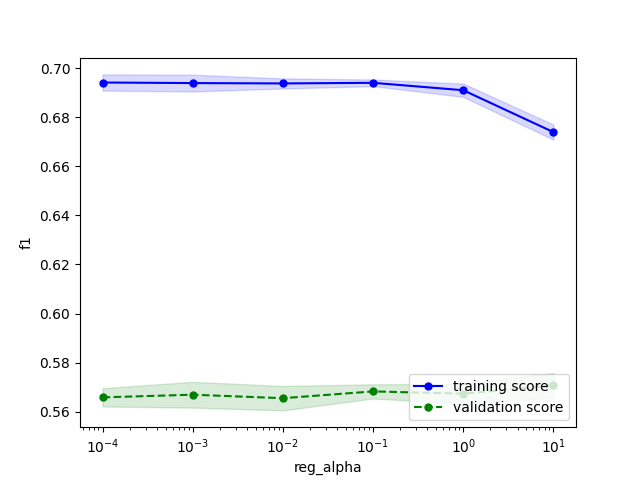 0.70
0.68
0.66
0.64
0.62
0.60
0.58
0.56
f1
training score
validation score
10⁻⁴ 10⁻³ 10⁻² 10⁻¹ 10⁰ 10¹
reg_alpha